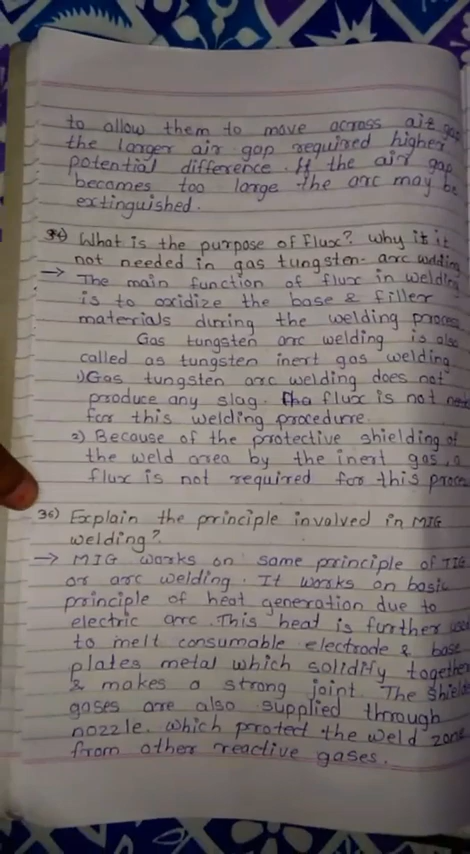 to allow them to move across air gap
the larger air gap required higher
potential difference. If the air gap
becomes too large the arc may be
extinguished.
34) What is the purpose of flux? Why it it
not needed in gas tungsten-arc welding
→ The main function of flux in welding
is to oxidize the base & filler
materials during the welding process
Gas tungsten arc welding is also
called as tungsten inert gas welding
1) Gas tungsten arc welding does not
produce any slag. tha flux is not need
for this welding procedure.
2) Because of the protective shielding of
the weld area by the inert gas, a
flux is not required for this process
36) Explain the principle involved in MIG
welding?
→ MIG works on same principle of TIG
or arc welding. It works on basic
principle of heat generation due to
electric arc. This heat is further used
to melt consumable electrode & base
plates metal which solidify together
& makes a strong joint. The shield
gases are also supplied through
nozzle. which protect the weld zone
from other reactive gases.